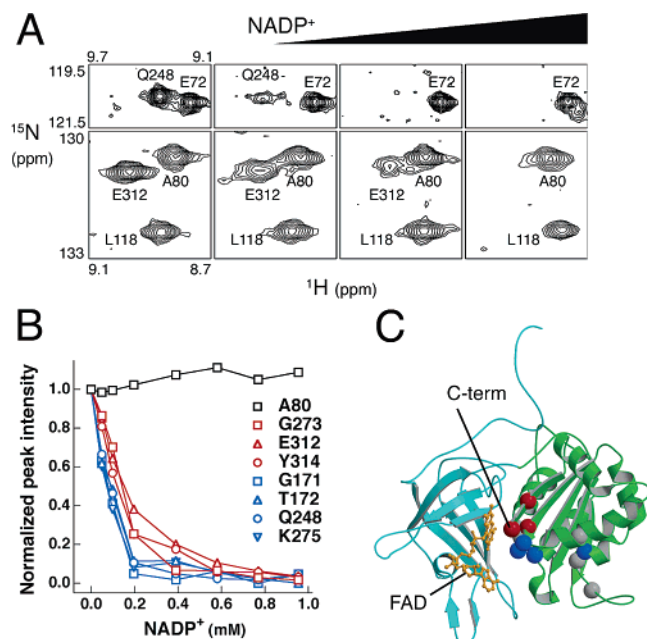 A
NADP+
9.7 9.1
119.5
121.5
15N
(ppm)
130
133
Q248 E72
Q248 E72
E72
E72
E312 A80
L118
E312 A80
L118
E312 A80
L118
A80
L118
9.1 8.7
1H (ppm)
B
Normalized peak intensity
1.0
0.8
0.6
0.4
0.2
0.0
0.0 0.2 0.4 0.6 0.8 1.0
NADP+ (mM)
A80
G273
E312
Y314
G171
T172
Q248
K275
C
C-term
FAD